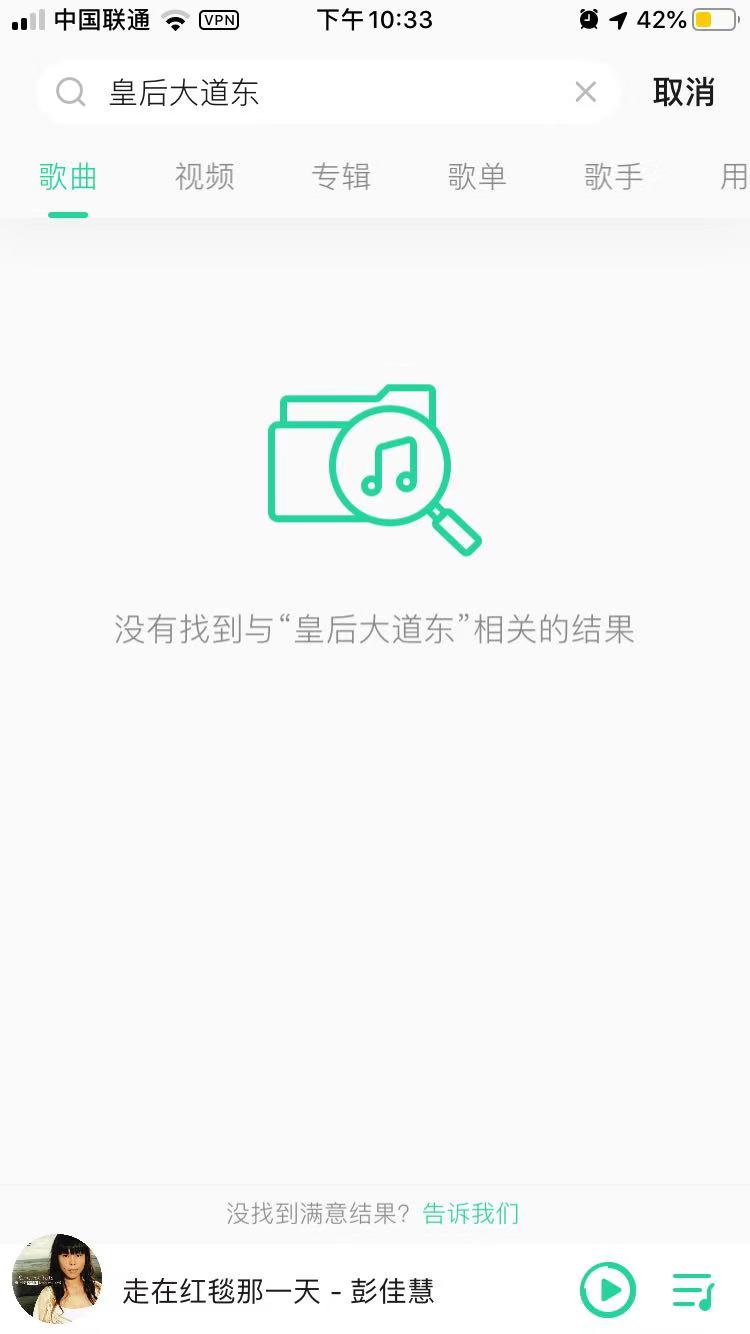 中国联通 VPN 下午10:33 42%
皇后大道东 取消
歌曲 视频 专辑 歌单 歌手 用
没有找到与“皇后大道东”相关的结果
没找到满意结果？告诉我们
走在红毯那一天 - 彭佳慧